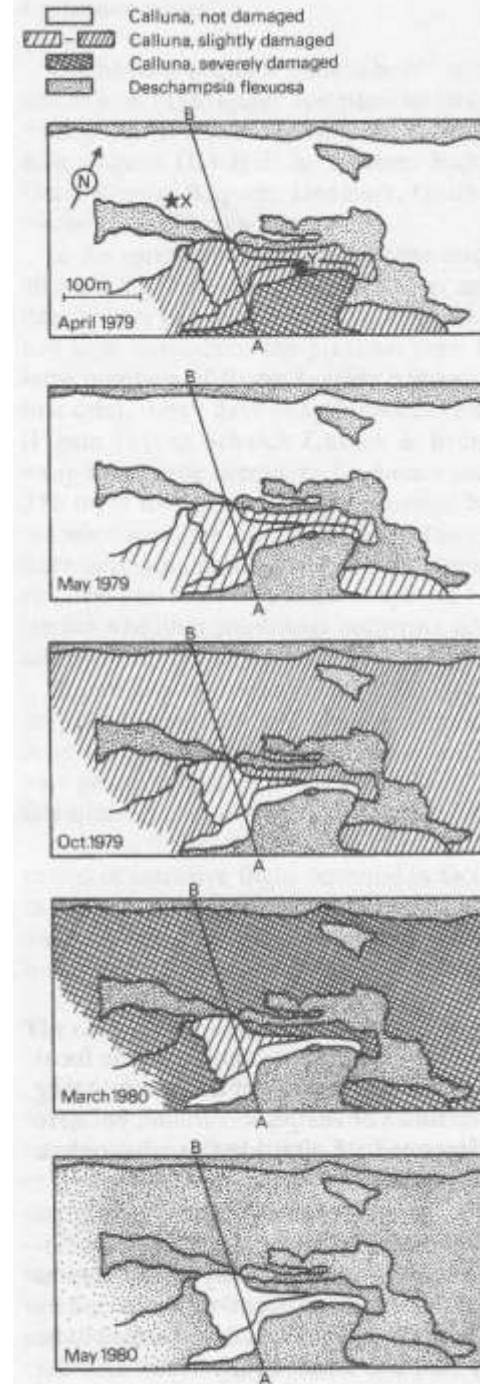 Calluna, not damaged
Calluna, slightly damaged
Calluna, severely damaged
Deschampsia flexuosa
B
N
X
Y
100m
April 1979
A
B
May 1979
A
B
Oct. 1979
A
B
March 1980
A
B
May 1980
A